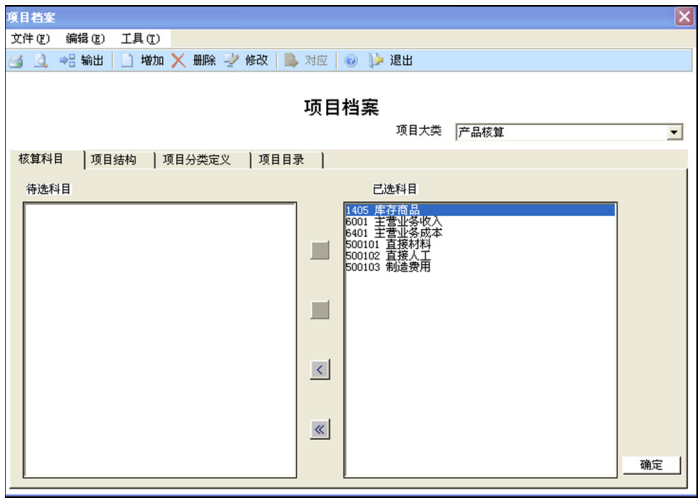 项目档案
文件(F) 编辑(E) 工具(T)
输出 增加 删除 修改 对应 退出
项目档案
项目大类 产品核算
核算科目 项目结构 项目分类定义 项目目录
待选科目 已选科目
1405 库存商品
6001 主营业务收入
6401 主营业务成本
500101 直接材料
500102 直接人工
500103 制造费用
确定